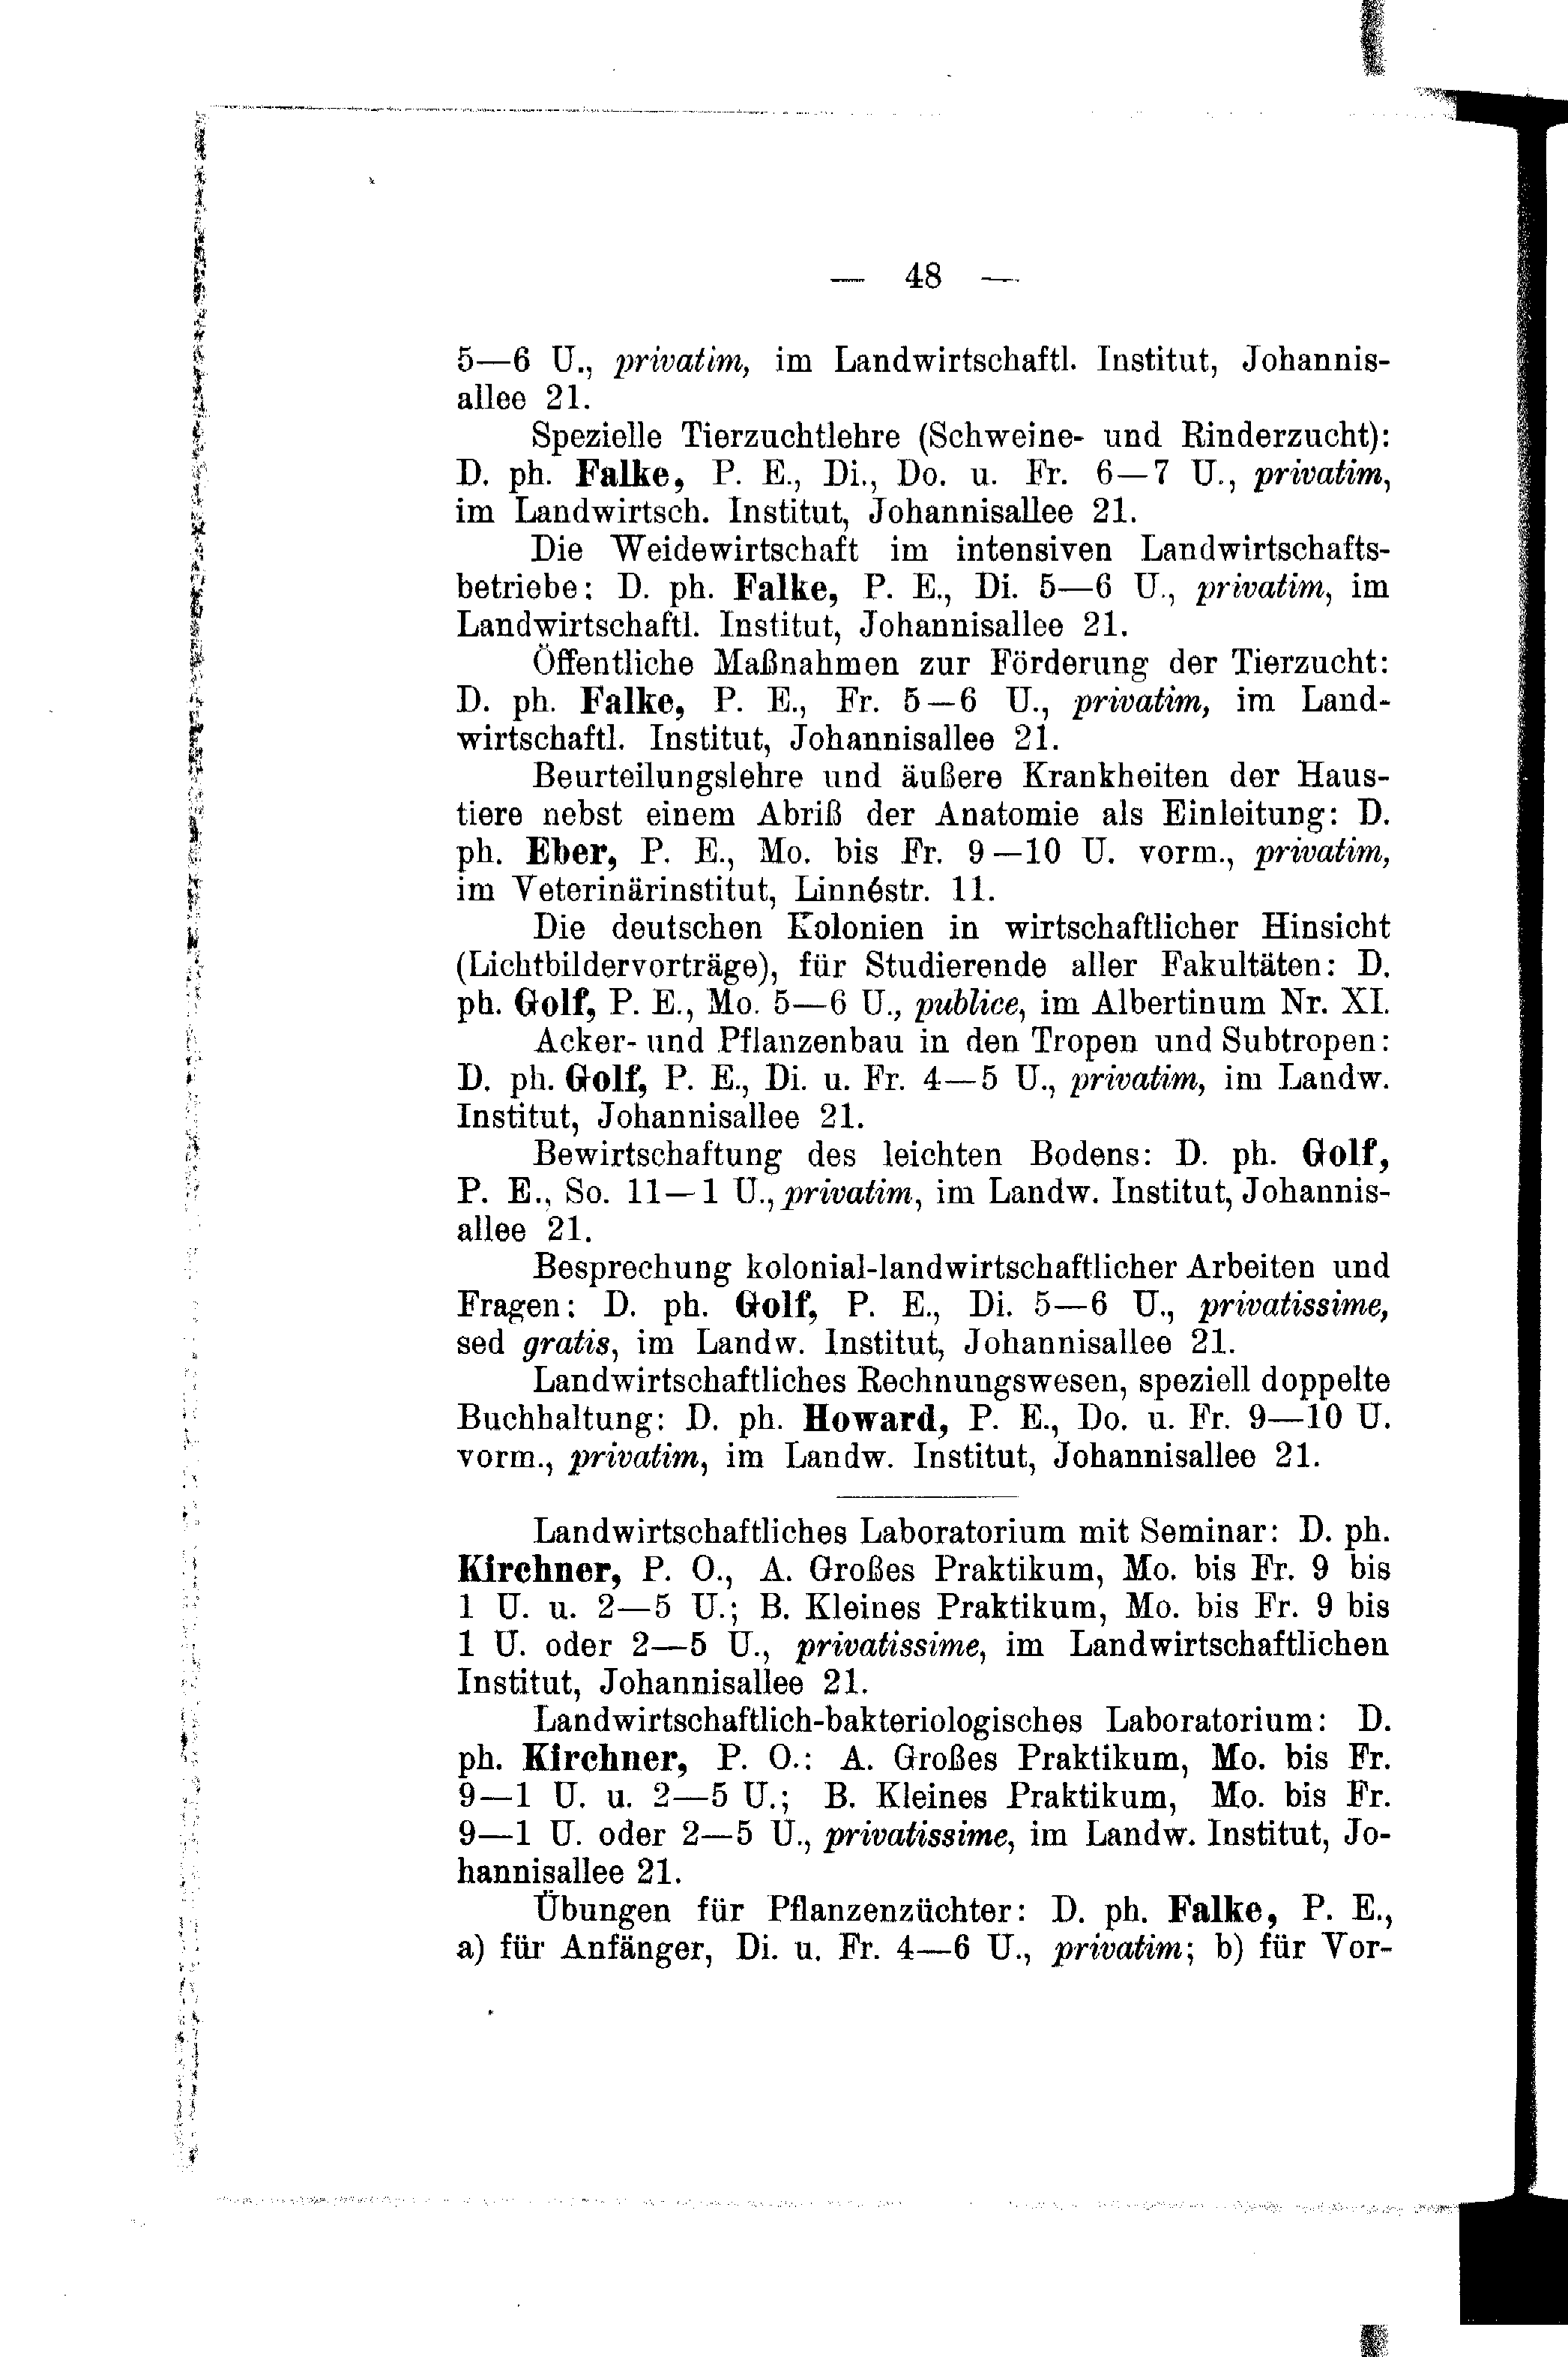 — 48 —
5—6 U., privatim, im Landwirtschaftl. Institut, Johannis-
allee 21.
Spezielle Tierzuchtlehre (Schweine- und Rinderzucht):
D. ph. Falke, P. E., Di., Do. u. Fr. 6—7 U., privatim,
im Landwirtsch. Institut, Johannisallee 21.
Die Weidewirtschaft im intensiven Landwirtschafts-
betriebe: D. ph. Falke, P. E., Di. 5—6 U., privatim, im
Landwirtschaftl. Institut, Johannisallee 21.
Öffentliche Maßnahmen zur Förderung der Tierzucht:
D. ph. Falke, P. E., Fr. 5—6 U., privatim, im Land-
wirtschaftl. Institut, Johannisallee 21.
Beurteilungslehre und äußere Krankheiten der Haus-
tiere nebst einem Abriß der Anatomie als Einleitung: D.
ph. Eber, P. E., Mo. bis Fr. 9—10 U. vorm., privatim,
im Veterinärinstitut, Linnéstr. 11.
Die deutschen Kolonien in wirtschaftlicher Hinsicht
(Lichtbildervorträge), für Studierende aller Fakultäten: D.
ph. Golf, P. E., Mo. 5—6 U., publice, im Albertinum Nr. XI.
Acker- und Pflanzenbau in den Tropen und Subtropen:
D. ph. Golf, P. E., Di. u. Fr. 4—5 U., privatim, im Landw.
Institut, Johannisallee 21.
Bewirtschaftung des leichten Bodens: D. ph. Golf,
P. E., So. 11—1 U., privatim, im Landw. Institut, Johannis-
allee 21.
Besprechung kolonial-landwirtschaftlicher Arbeiten und
Fragen: D. ph. Golf, P. E., Di. 5—6 U., privatissime,
sed gratis, im Landw. Institut, Johannisallee 21.
Landwirtschaftliches Rechnungswesen, speziell doppelte
Buchhaltung: D. ph. Howard, P. E., Do. u. Fr. 9—10 U.
vorm., privatim, im Landw. Institut, Johannisallee 21.
Landwirtschaftliches Laboratorium mit Seminar: D. ph.
Kirchner, P. O., A. Großes Praktikum, Mo. bis Fr. 9 bis
1 U. u. 2—5 U.; B. Kleines Praktikum, Mo. bis Fr. 9 bis
1 U. oder 2—5 U., privatissime, im Landwirtschaftlichen
Institut, Johannisallee 21.
Landwirtschaftlich-bakteriologisches Laboratorium: D.
ph. Kirchner, P. O.: A. Großes Praktikum, Mo. bis Fr.
9—1 U. u. 2—5 U.; B. Kleines Praktikum, Mo. bis Fr.
9—1 U. oder 2—5 U., privatissime, im Landw. Institut, Jo-
hannisallee 21.
Übungen für Pflanzenzüchter: D. ph. Falke, P. E.,
a) für Anfänger, Di. u. Fr. 4—6 U., privatim; b) für Vor-